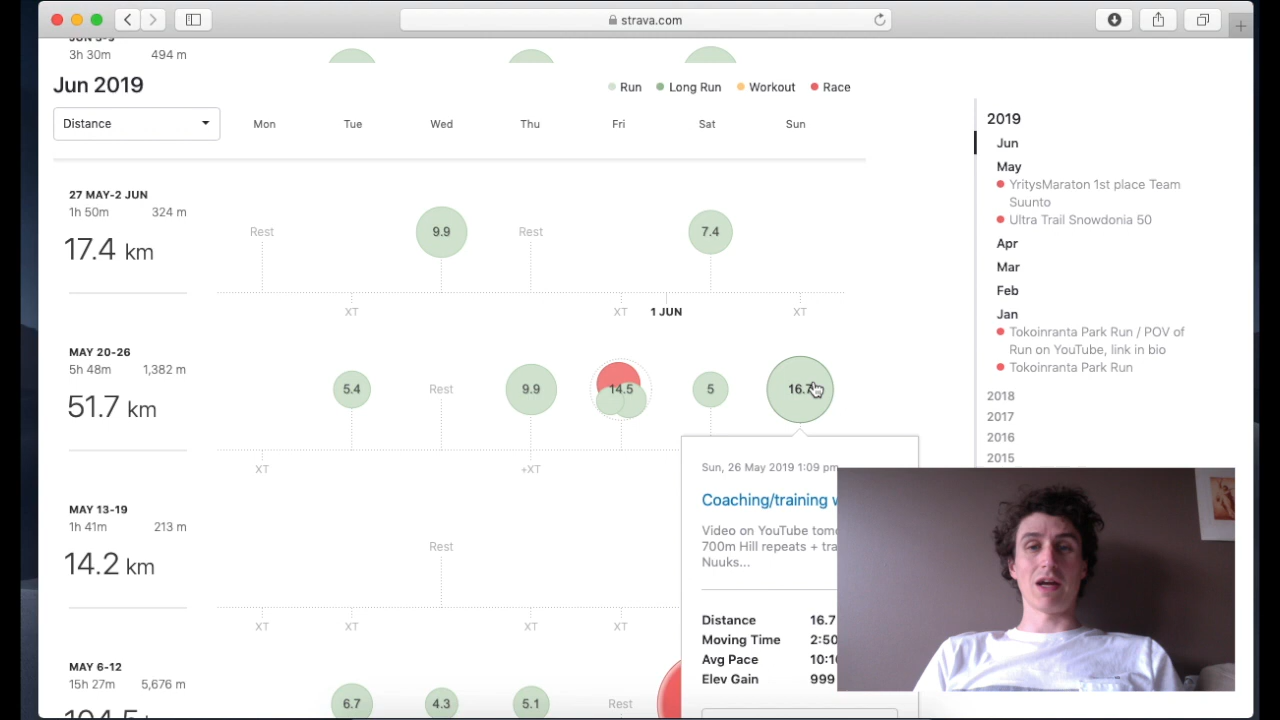 strava.com
3h 30m 494 m
Jun 2019
Run Long Run Workout Race
Distance
Mon Tue Wed Thu Fri Sat Sun
27 MAY-2 JUN
1h 50m 324 m
17.4 km
Rest 9.9 Rest 7.4
XT XT 1 JUN XT
MAY 20-26
5h 48m 1,382 m
51.7 km
5.4 Rest 9.9 14.5 5 16.7
XT +XT
MAY 13-19
1h 41m 213 m
14.2 km
Rest
XT XT XT XT
MAY 6-12
15h 27m 5,676 m
6.7 4.3 5.1 Rest
Sun, 26 May 2019 1:09 pm
Coaching/training
Video on YouTube
700m Hill repeats +
Nuuks...
Distance 16.7
Moving Time 2:50
Avg Pace 10:1
Elev Gain 999
2019
Jun
May
YritysMaraton 1st place Team
Suunto
Ultra Trail Snowdonia 50
Apr
Mar
Feb
Jan
Tokoinranta Park Run / POV of
Run on YouTube, link in bio
Tokoinranta Park Run
2018
2017
2016
2015